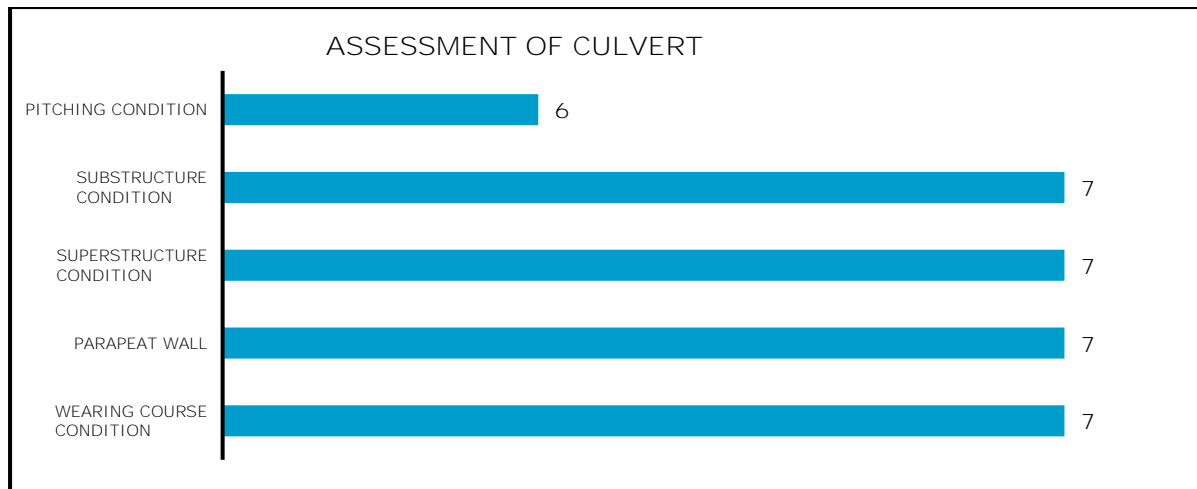 ASSESSMENT OF CULVERT
PITCHING CONDITION
6
SUBSTRUCTURE
CONDITION
7
SUPERSTRUCTURE
CONDITION
7
PARAPEAT WALL
7
WEARING COURSE
CONDITION
7